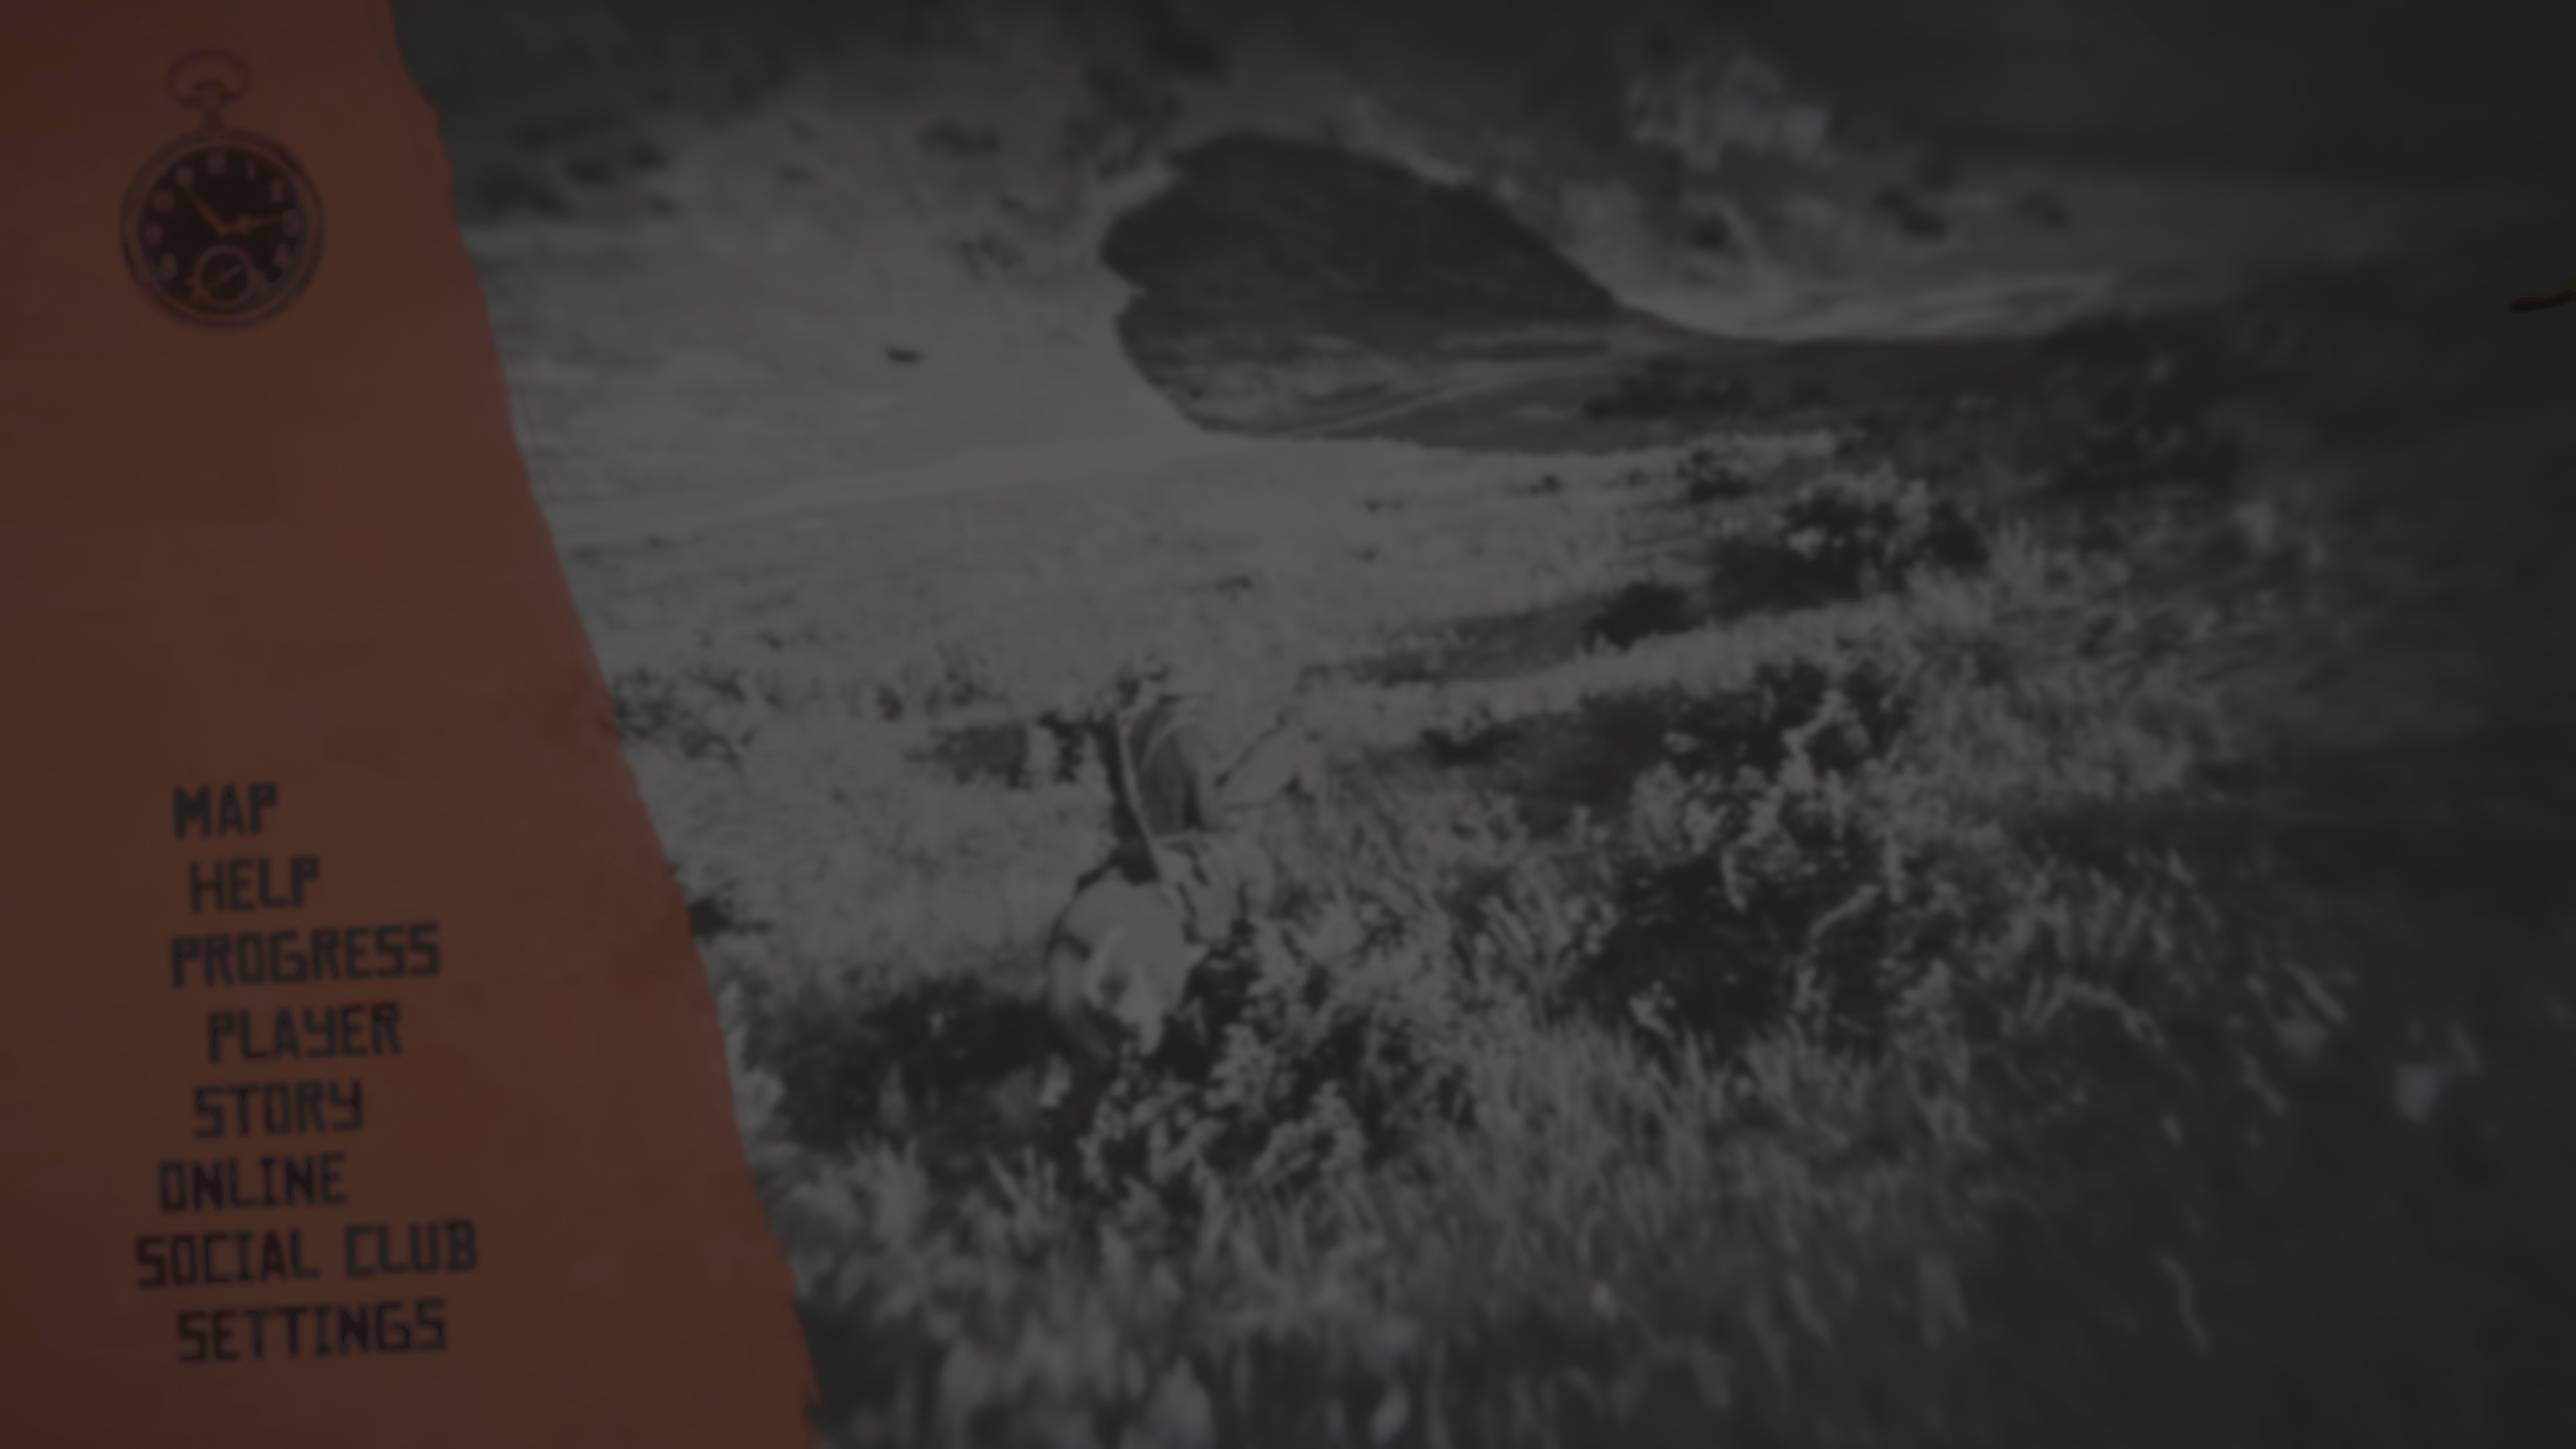 MAP
HELP
PROGRESS
PLAYER
STORY
ONLINE
SOCIAL CLUB
SETTINGS